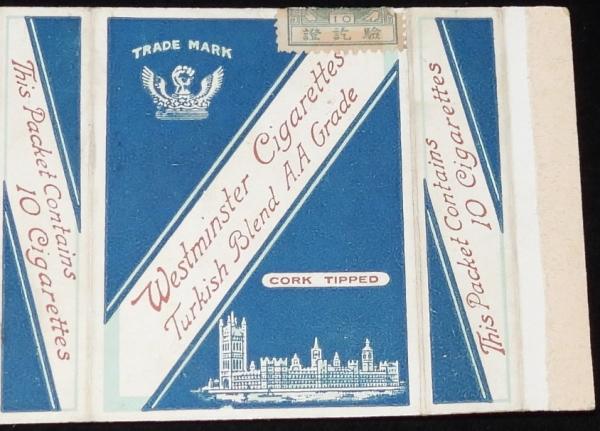 This Packet Contains
10 Cigarettes
TRADE MARK
10
驗訖證
Westminster Cigarettes
Turkish Blend A.A Grade
CORK TIPPED
This Packet Contains
10 Cigarettes